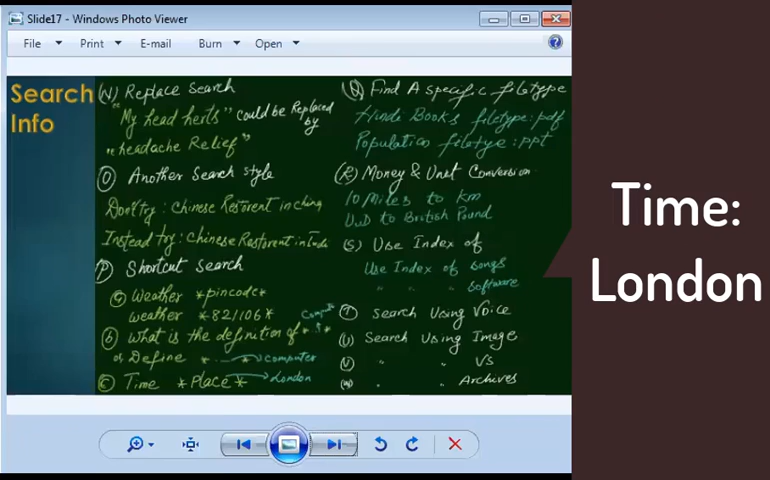 Slide17 - Windows Photo Viewer
File Print E-mail Burn Open
Search
Info
(N) Replace Search
"My head herts" could be Replaced
by
"headache Relief"
(O) Another Search style
Don't try : Chinese Restorent in China
Instead try : Chinese Restorent in India
(P) Shortcut Search
(a) Weather *pincode*
weather *821106*
(b) What is the definition of *
or Define * *
computer
(c) Time *Place*
London
(Q) Find A specific filetype
Hindi Books filetype:pdf
Population filetype:ppt
(R) Money & Unit Conversion
10 Miles to km
USD to British Pound
(S) Use Index of
Use Index of songs
" " Software
(T) Search Using Voice
(U) Search Using Image
(V) " " VS
(W) " " Archives
Time:
London